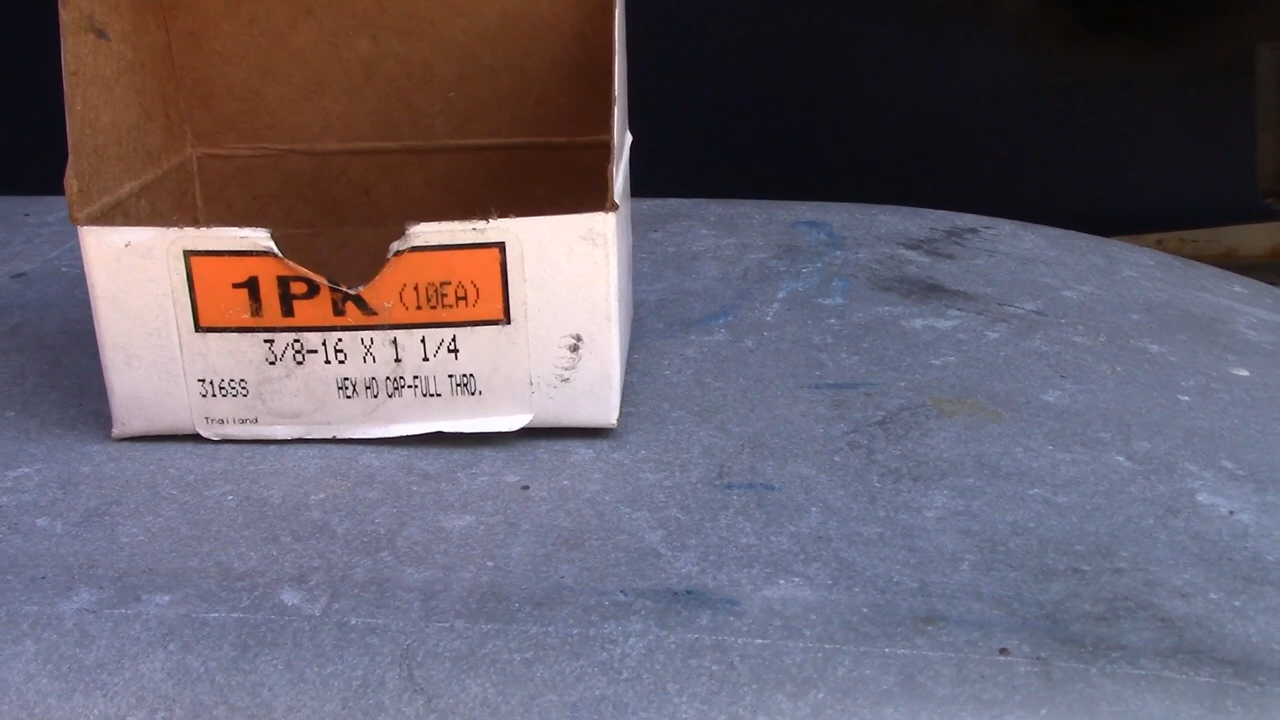 1PK (10EA)
3/8-16 X 1 1/4
316SS HEX HD CAP-FULL THRD.
Thailand